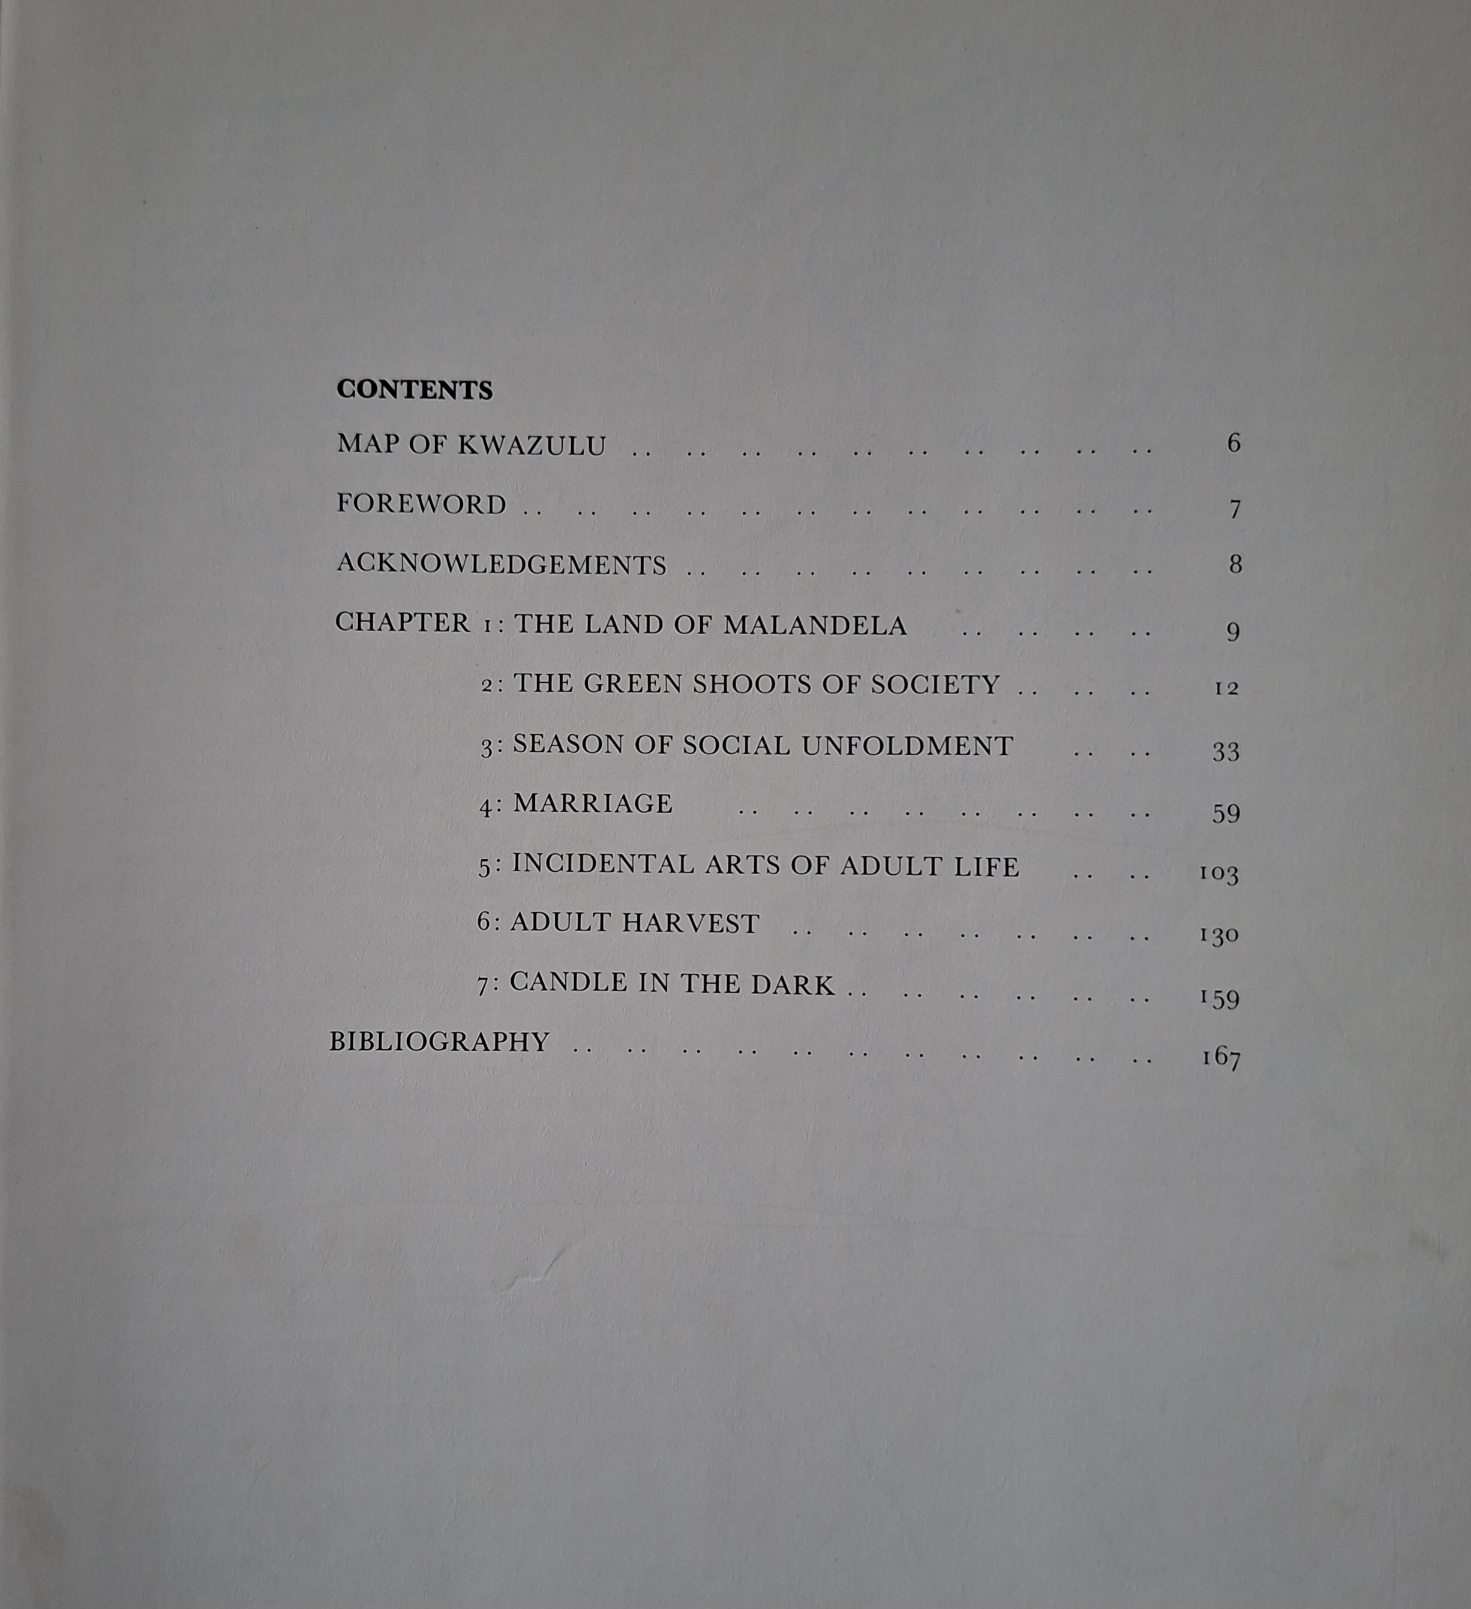 CONTENTS
MAP OF KWAZULU .. .. .. .. .. .. .. .. .. .. 6
FOREWORD .. .. .. .. .. .. .. .. .. .. .. .. 7
ACKNOWLEDGEMENTS .. .. .. .. .. .. .. .. .. 8
CHAPTER 1: THE LAND OF MALANDELA .. .. .. .. 9
2: THE GREEN SHOOTS OF SOCIETY .. .. .. 12
3: SEASON OF SOCIAL UNFOLDMENT .. .. 33
4: MARRIAGE .. .. .. .. .. .. .. .. 59
5: INCIDENTAL ARTS OF ADULT LIFE .. .. 103
6: ADULT HARVEST .. .. .. .. .. .. .. 130
7: CANDLE IN THE DARK .. .. .. .. .. .. 159
BIBLIOGRAPHY .. .. .. .. .. .. .. .. .. .. .. 167